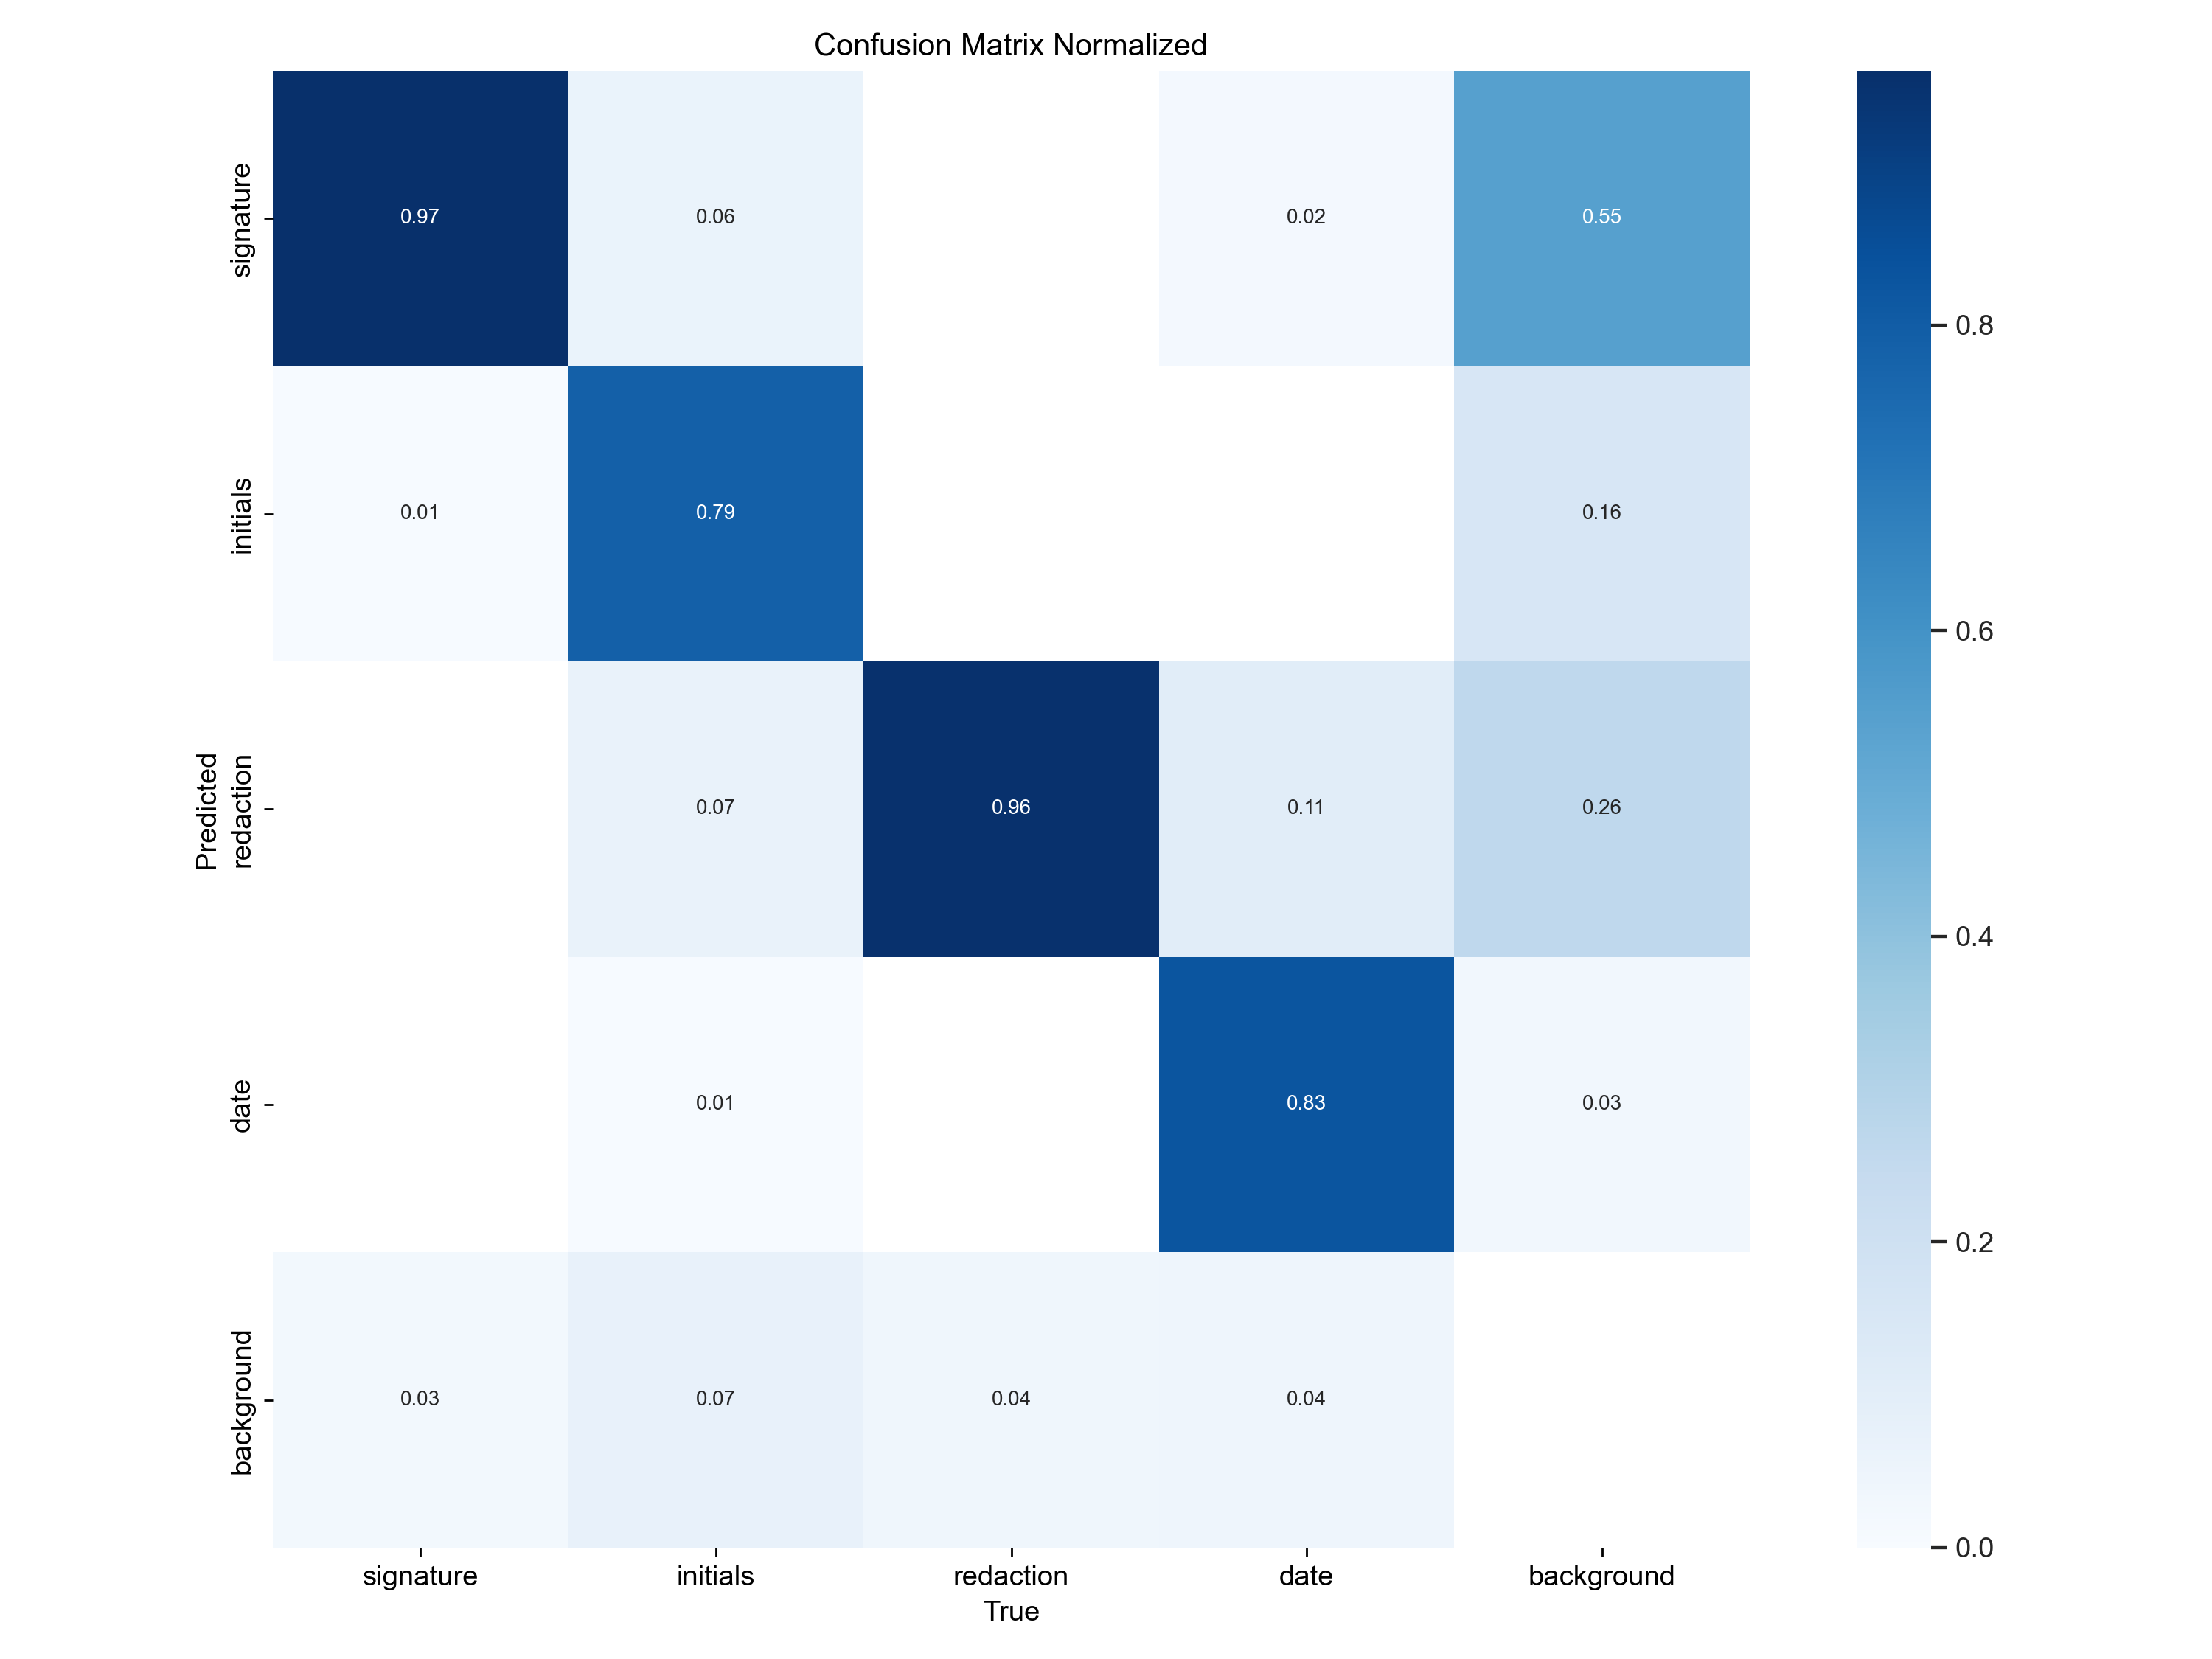 Confusion Matrix Normalized
signature
0.97
0.06
0.02
0.55
initials
0.01
0.79
0.16
Predicted
redaction
0.07
0.96
0.11
0.26
date
0.01
0.83
0.03
background
0.03
0.07
0.04
0.04
signature
initials
redaction
date
background
True
0.8
0.6
0.4
0.2
0.0